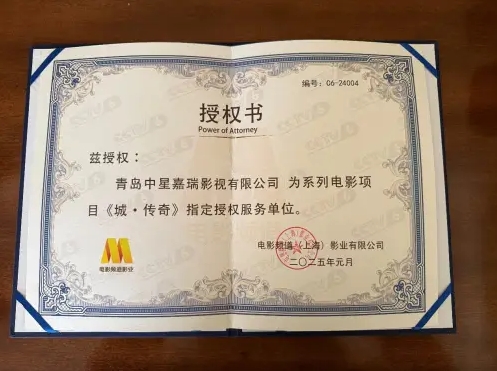 编号：06-24004
授权书
Power of Attorney
兹授权：
青岛中星嘉瑞影视有限公司 为系列电影项
目《城·传奇》指定授权服务单位。
电影频道影业
电影频道（上海）影业有限公司
二〇二五年元月